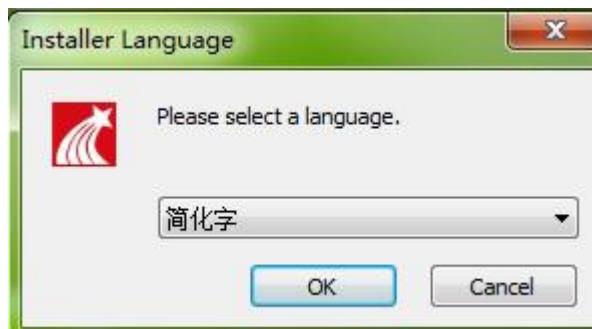 Installer Language
Please select a language.
简化字
OK
Cancel